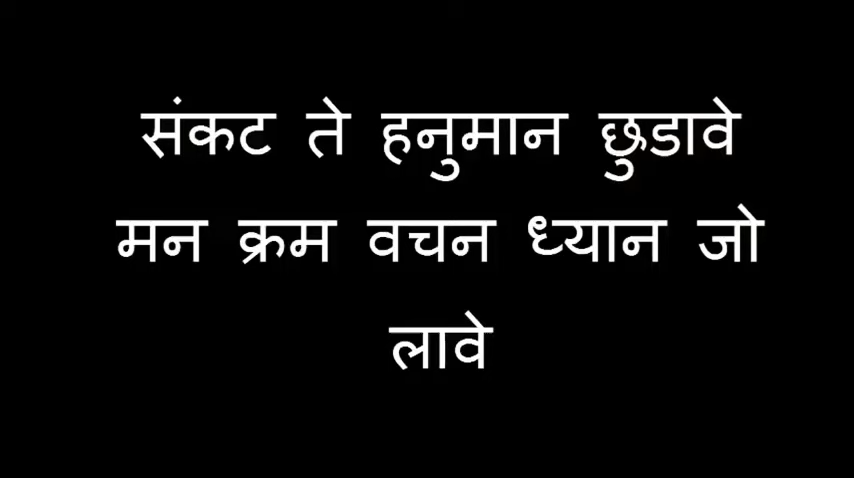 संकट ते हनुमान छुडावे
मन क्रम वचन ध्यान जो
लावे